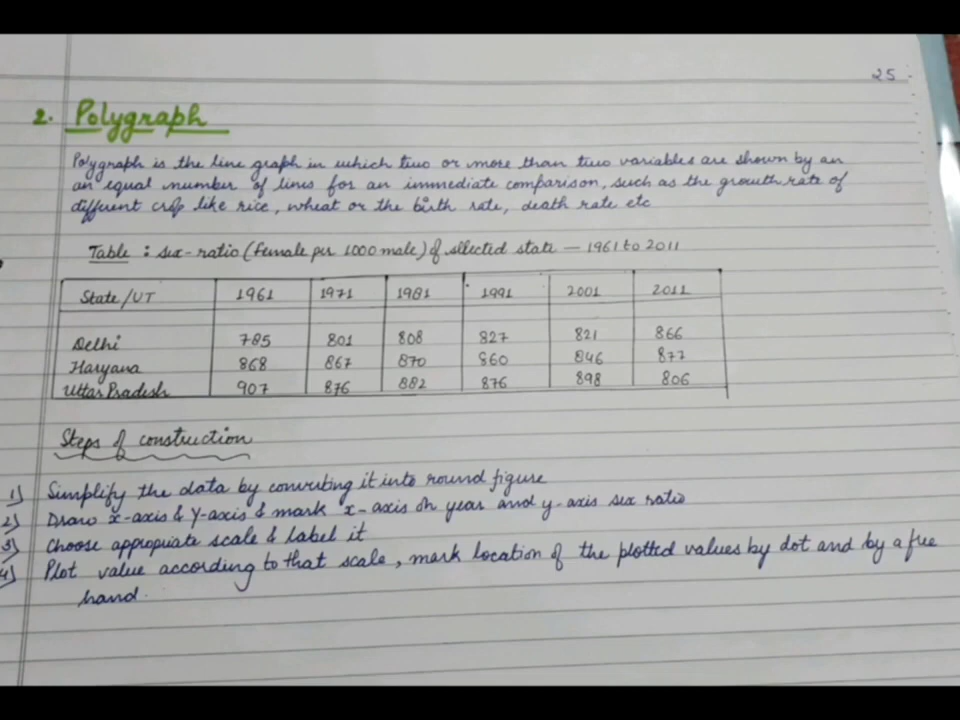 25
2. Polygraph
Polygraph is the line graph in which two or more than two variables are shown by an
an equal number of lines for an immediate comparison, such as the growth rate of
different crop like rice, wheat or the birth rate, death rate etc
Table : sex-ratio (female per 1000 male) of sellected state — 1961 to 2011
State/UT 1961 1971 1981 1991 2001 2011
Delhi 785 801 808 827 821 866
Haryana 868 867 870 860 846 877
Uttar Pradesh 907 876 882 876 898 806
Steps of construction
1) Simplify the data by converting it into round figure
2) Draw x-axis & Y-axis & mark x-axis on year and y-axis sex ratio
3) Choose appropriate scale & label it
4) Plot value according to that scale, mark location of the plotted values by dot and by a free
hand.